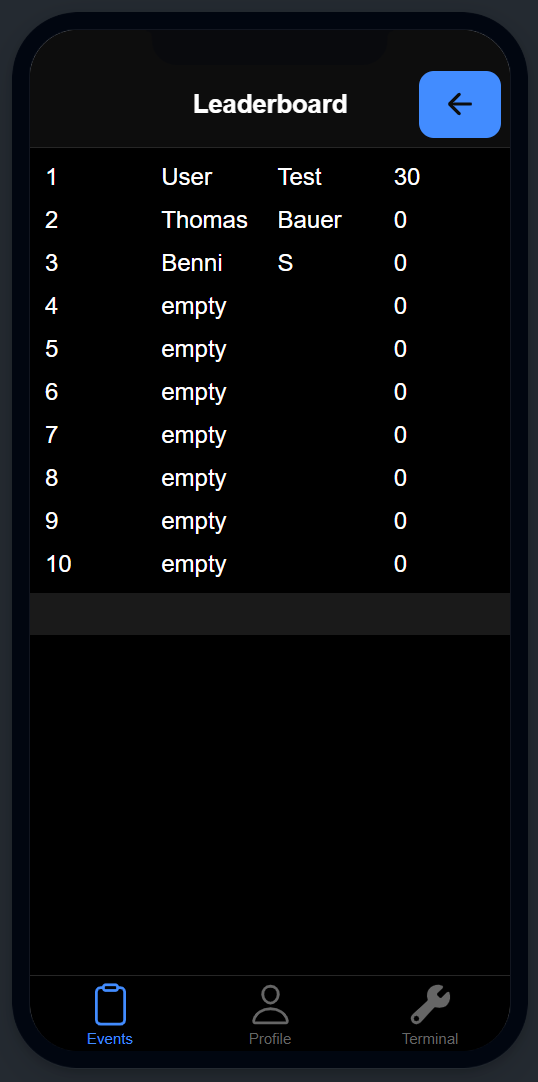 Leaderboard
1 User Test 30
2 Thomas Bauer 0
3 Benni S 0
4 empty 0
5 empty 0
6 empty 0
7 empty 0
8 empty 0
9 empty 0
10 empty 0
Events Profile Terminal